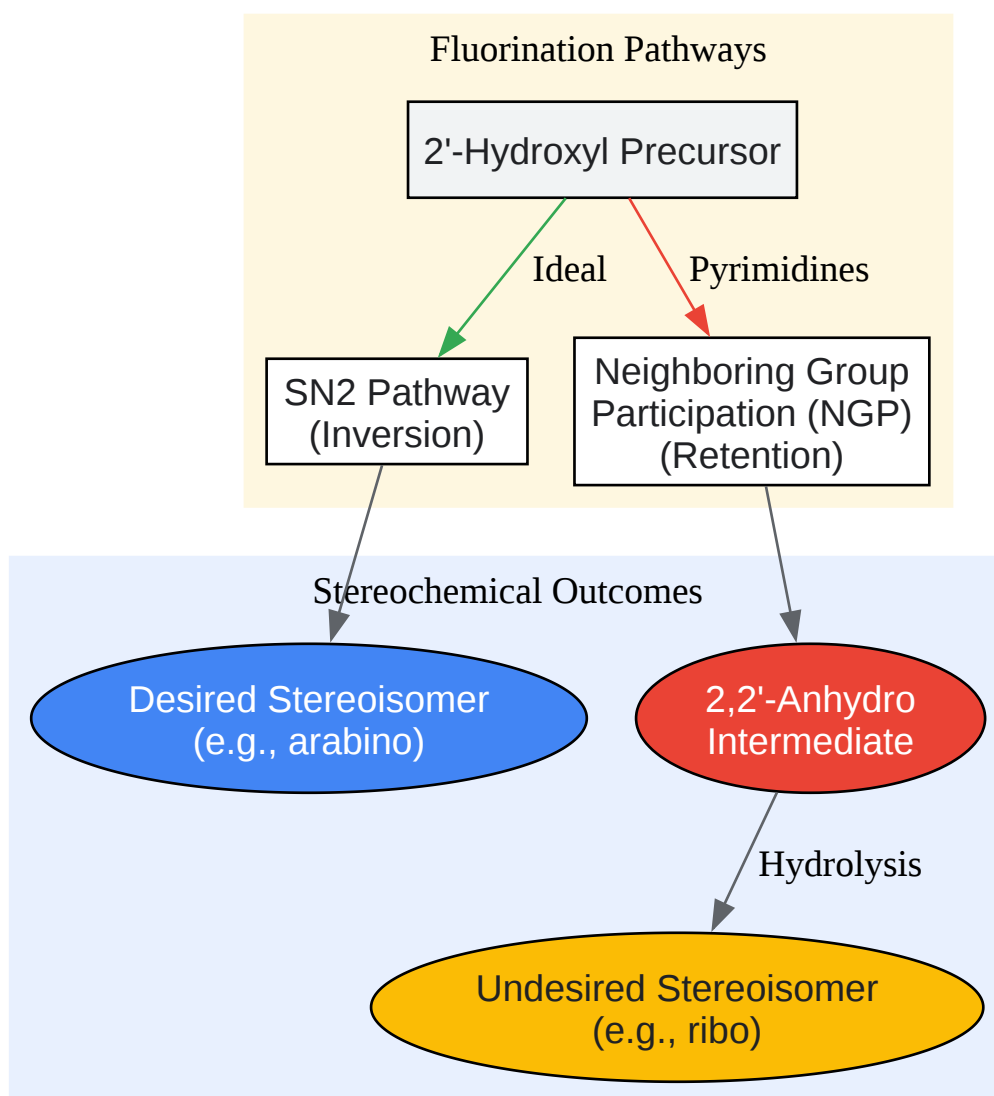 Fluorination Pathways
2'-Hydroxyl Precursor
Ideal
Pyrimidines
SN2 Pathway
(Inversion)
Neighboring Group
Participation (NGP)
(Retention)
Stereochemical Outcomes
Desired Stereoisomer
(e.g., arabino)
2,2'-Anhydro
Intermediate
Hydrolysis
Undesired Stereoisomer
(e.g., ribo)